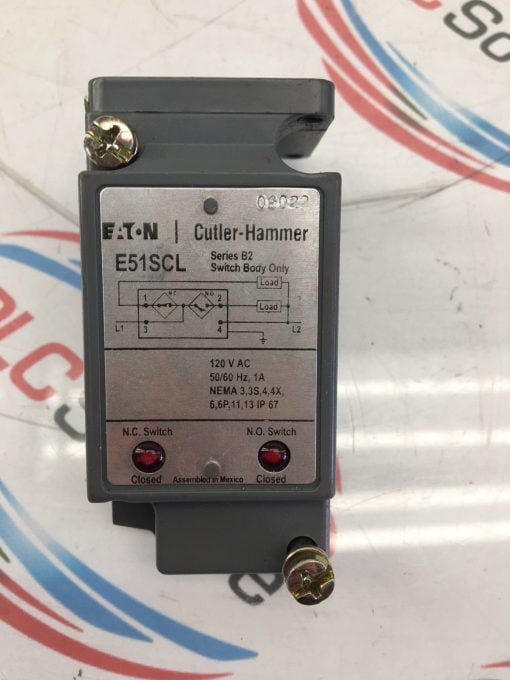 06022
EATON | Cutler-Hammer
E51SCL
Series B2
Switch Body Only
Load
N.C.
N.O.
1
2
Load
L1
3
4
L2
120 V AC
50/60 Hz, 1A
NEMA 3,3S,4,4X,
6,6P,11,13 IP 67
N.C. Switch
N.O. Switch
Closed
Assembled in Mexico
Closed